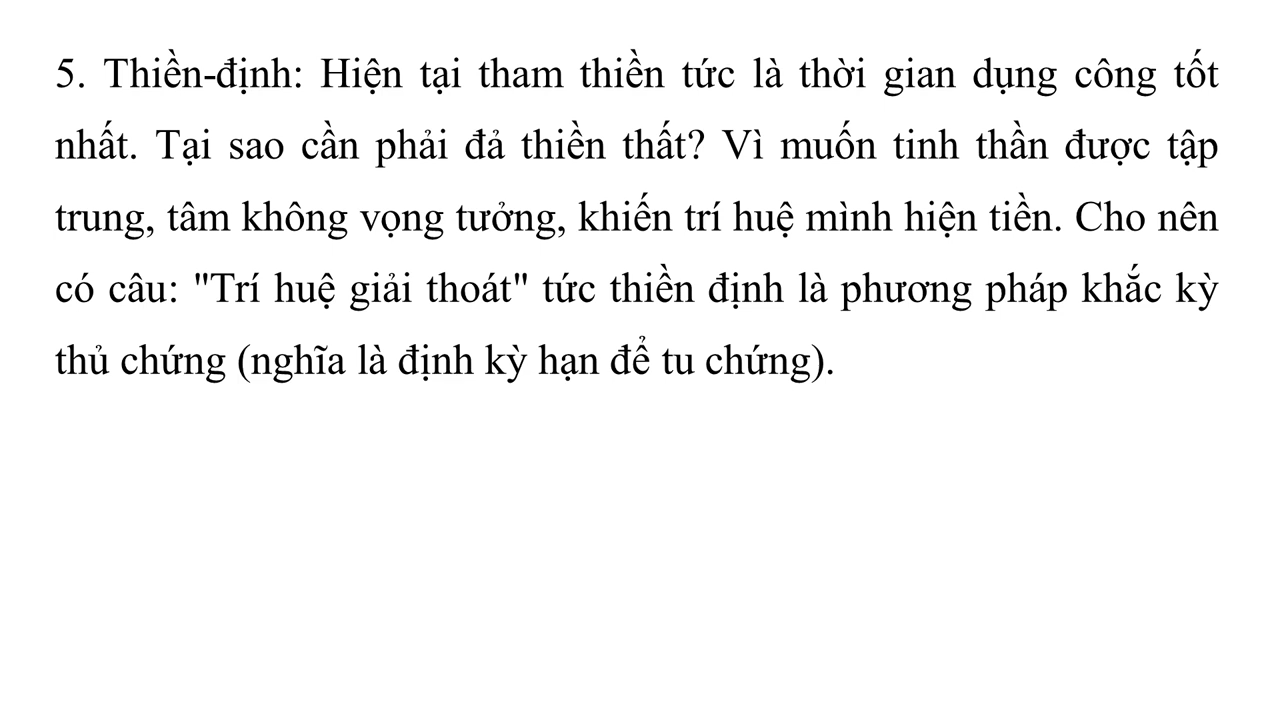 5. Thiền-định: Hiện tại tham thiền tức là thời gian dụng công tốt
nhất. Tại sao cần phải đả thiền thất? Vì muốn tinh thần được tập
trung, tâm không vọng tưởng, khiến trí huệ mình hiện tiền. Cho nên
có câu: "Trí huệ giải thoát" tức thiền định là phương pháp khắc kỳ
thủ chứng (nghĩa là định kỳ hạn để tu chứng).